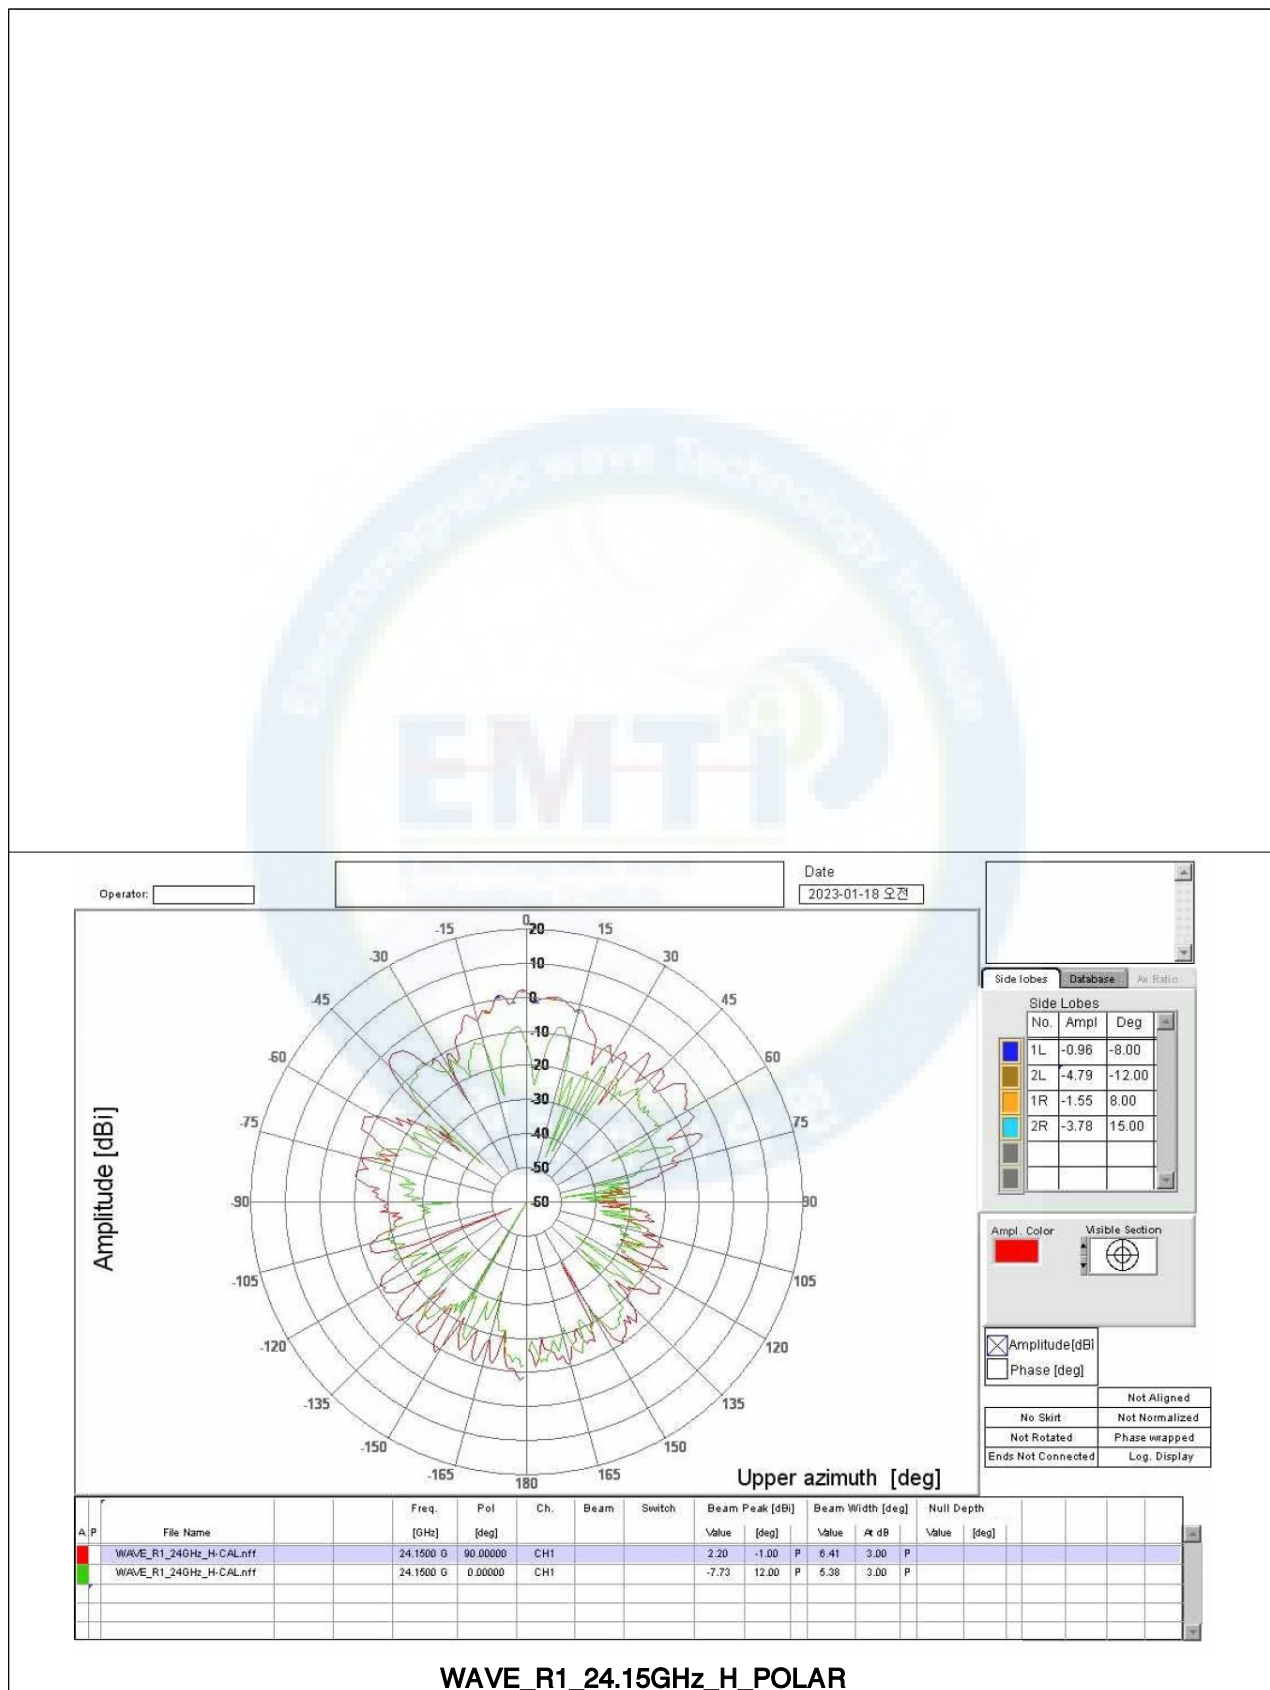 Electromagnetic wave Technology Institute
EMTi
Operator:
Date
2023-01-18 오전
0
20
-15
15
-30
10
30
-45
0
45
-10
-60
-20
60
-30
-75
-40
75
-50
-90
-60
90
Amplitude [dBi]
-105
105
-120
120
-135
135
-150
150
-165
180
165
Upper azimuth [deg]
Side lobes Database Ax. Ratio
Side Lobes
No. Ampl Deg
1L -0.96 -8.00
2L -4.79 -12.00
1R -1.55 8.00
2R -3.78 15.00
Ampl. Color Visible Section
Amplitude[dBi
Phase [deg]
Not Aligned
No Skirt Not Normalized
Not Rotated Phase wrapped
Ends Not Connected Log. Display
Freq. Pol Ch. Beam Switch Beam Peak [dBi] Beam Width [deg] Null Depth
A P File Name [GHz] [deg] Value [deg] Value At dB Value [deg]
WAVE_R1_24GHz_H-CAL.nff 24.1500 G 90.00000 CH1 2.20 -1.00 P 6.41 3.00 P
WAVE_R1_24GHz_H-CAL.nff 24.1500 G 0.00000 CH1 -7.73 12.00 P 5.38 3.00 P
WAVE_R1_24.15GHz_H_POLAR